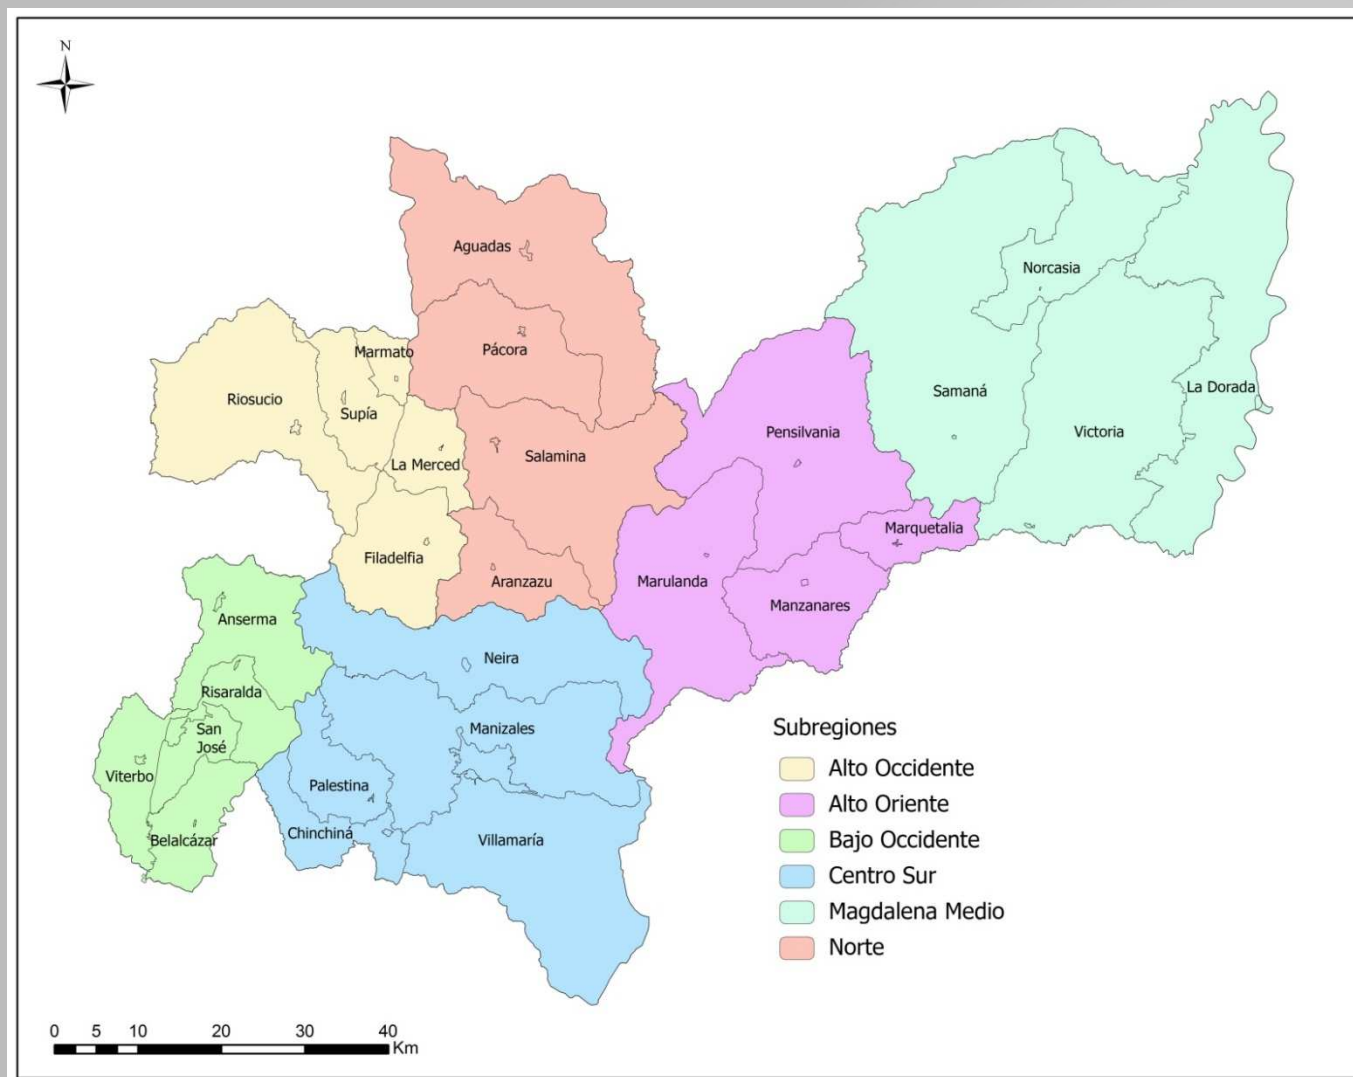 N
Aguadas
Norcasia
Marmato
Pácora
La Dorada
Riosucio
Supía
Samaná
Pensilvania
Victoria
La Merced
Salamina
Marquetalia
Filadelfia
Aranzazu
Marulanda
Manzanares
Anserma
Neira
Risaralda
San
José
Manizales
Viterbo
Palestina
Chinchiná
Belalcázar
Villamaría
Subregiones
Alto Occidente
Alto Oriente
Bajo Occidente
Centro Sur
Magdalena Medio
Norte
0 5 10 20 30 40
Km